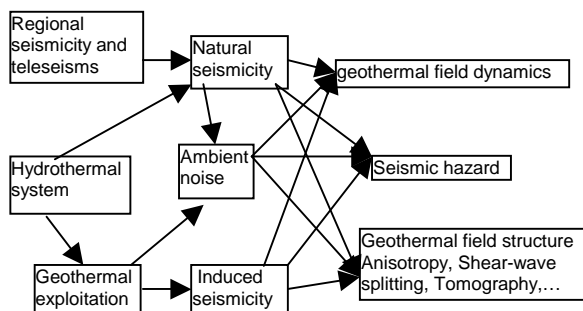 Regional
seismicity and
teleseisms
Natural
seismicity
geothermal field dynamics
Hydrothermal
system
Ambient
noise
Seismic hazard
Geothermal
exploitation
Induced
seismicity
Geothermal field structure
Anisotropy, Shear-wave
splitting, Tomography,…